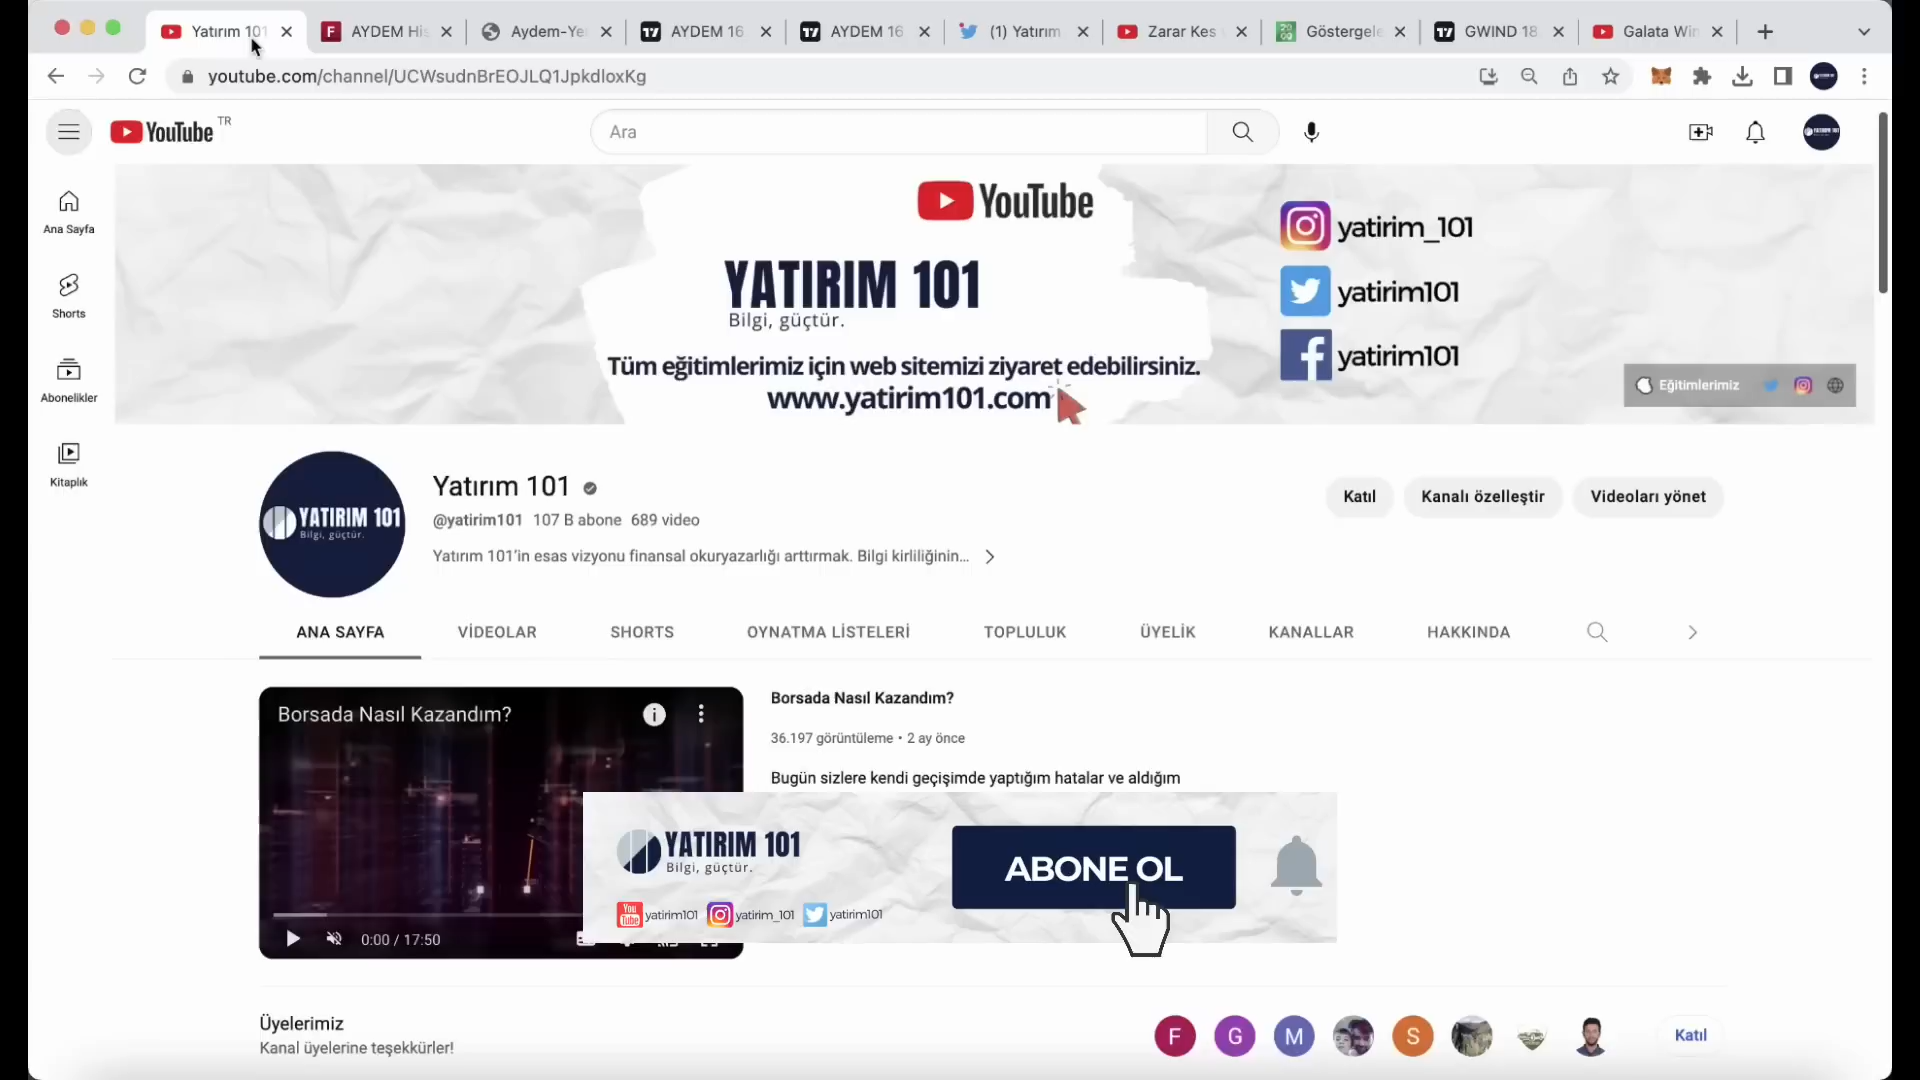 Yatırım 101
AYDEM His
Aydem-Ye
AYDEM 16
AYDEM 16
(1) Yatırım
Zarar Kes
Göstergele
GWIND 18
Galata Win
youtube.com/channel/UCWsudnBrEOJLQ1JpkdloxKg
YouTube TR
Ara
Ana Sayfa
Shorts
Abonelikler
Kitaplık
YouTube
YATIRIM 101
Bilgi, güçtür.
Tüm eğitimlerimiz için web sitemizi ziyaret edebilirsiniz.
www.yatirim101.com
yatirim_101
yatirim101
yatirim101
Eğitimlerimiz
YATIRIM 101
Bilgi, güçtür.
Yatırım 101
@yatirim101 107 B abone 689 video
Yatırım 101'in esas vizyonu finansal okuryazarlığı arttırmak. Bilgi kirliliğinin...
Katıl
Kanalı özelleştir
Videoları yönet
ANA SAYFA
VİDEOLAR
SHORTS
OYNATMA LİSTELERİ
TOPLULUK
ÜYELİK
KANALLAR
HAKKINDA
Borsada Nasıl Kazandım?
0:00 / 17:50
Borsada Nasıl Kazandım?
36.197 görüntüleme • 2 ay önce
Bugün sizlere kendi geçişimde yaptığım hatalar ve aldığım
YATIRIM 101
Bilgi, güçtür.
You Tube yatirim101 yatirim_101 yatirim101
ABONE OL
Üyelerimiz
Kanal üyelerine teşekkürler!
F
G
M
S
Katıl